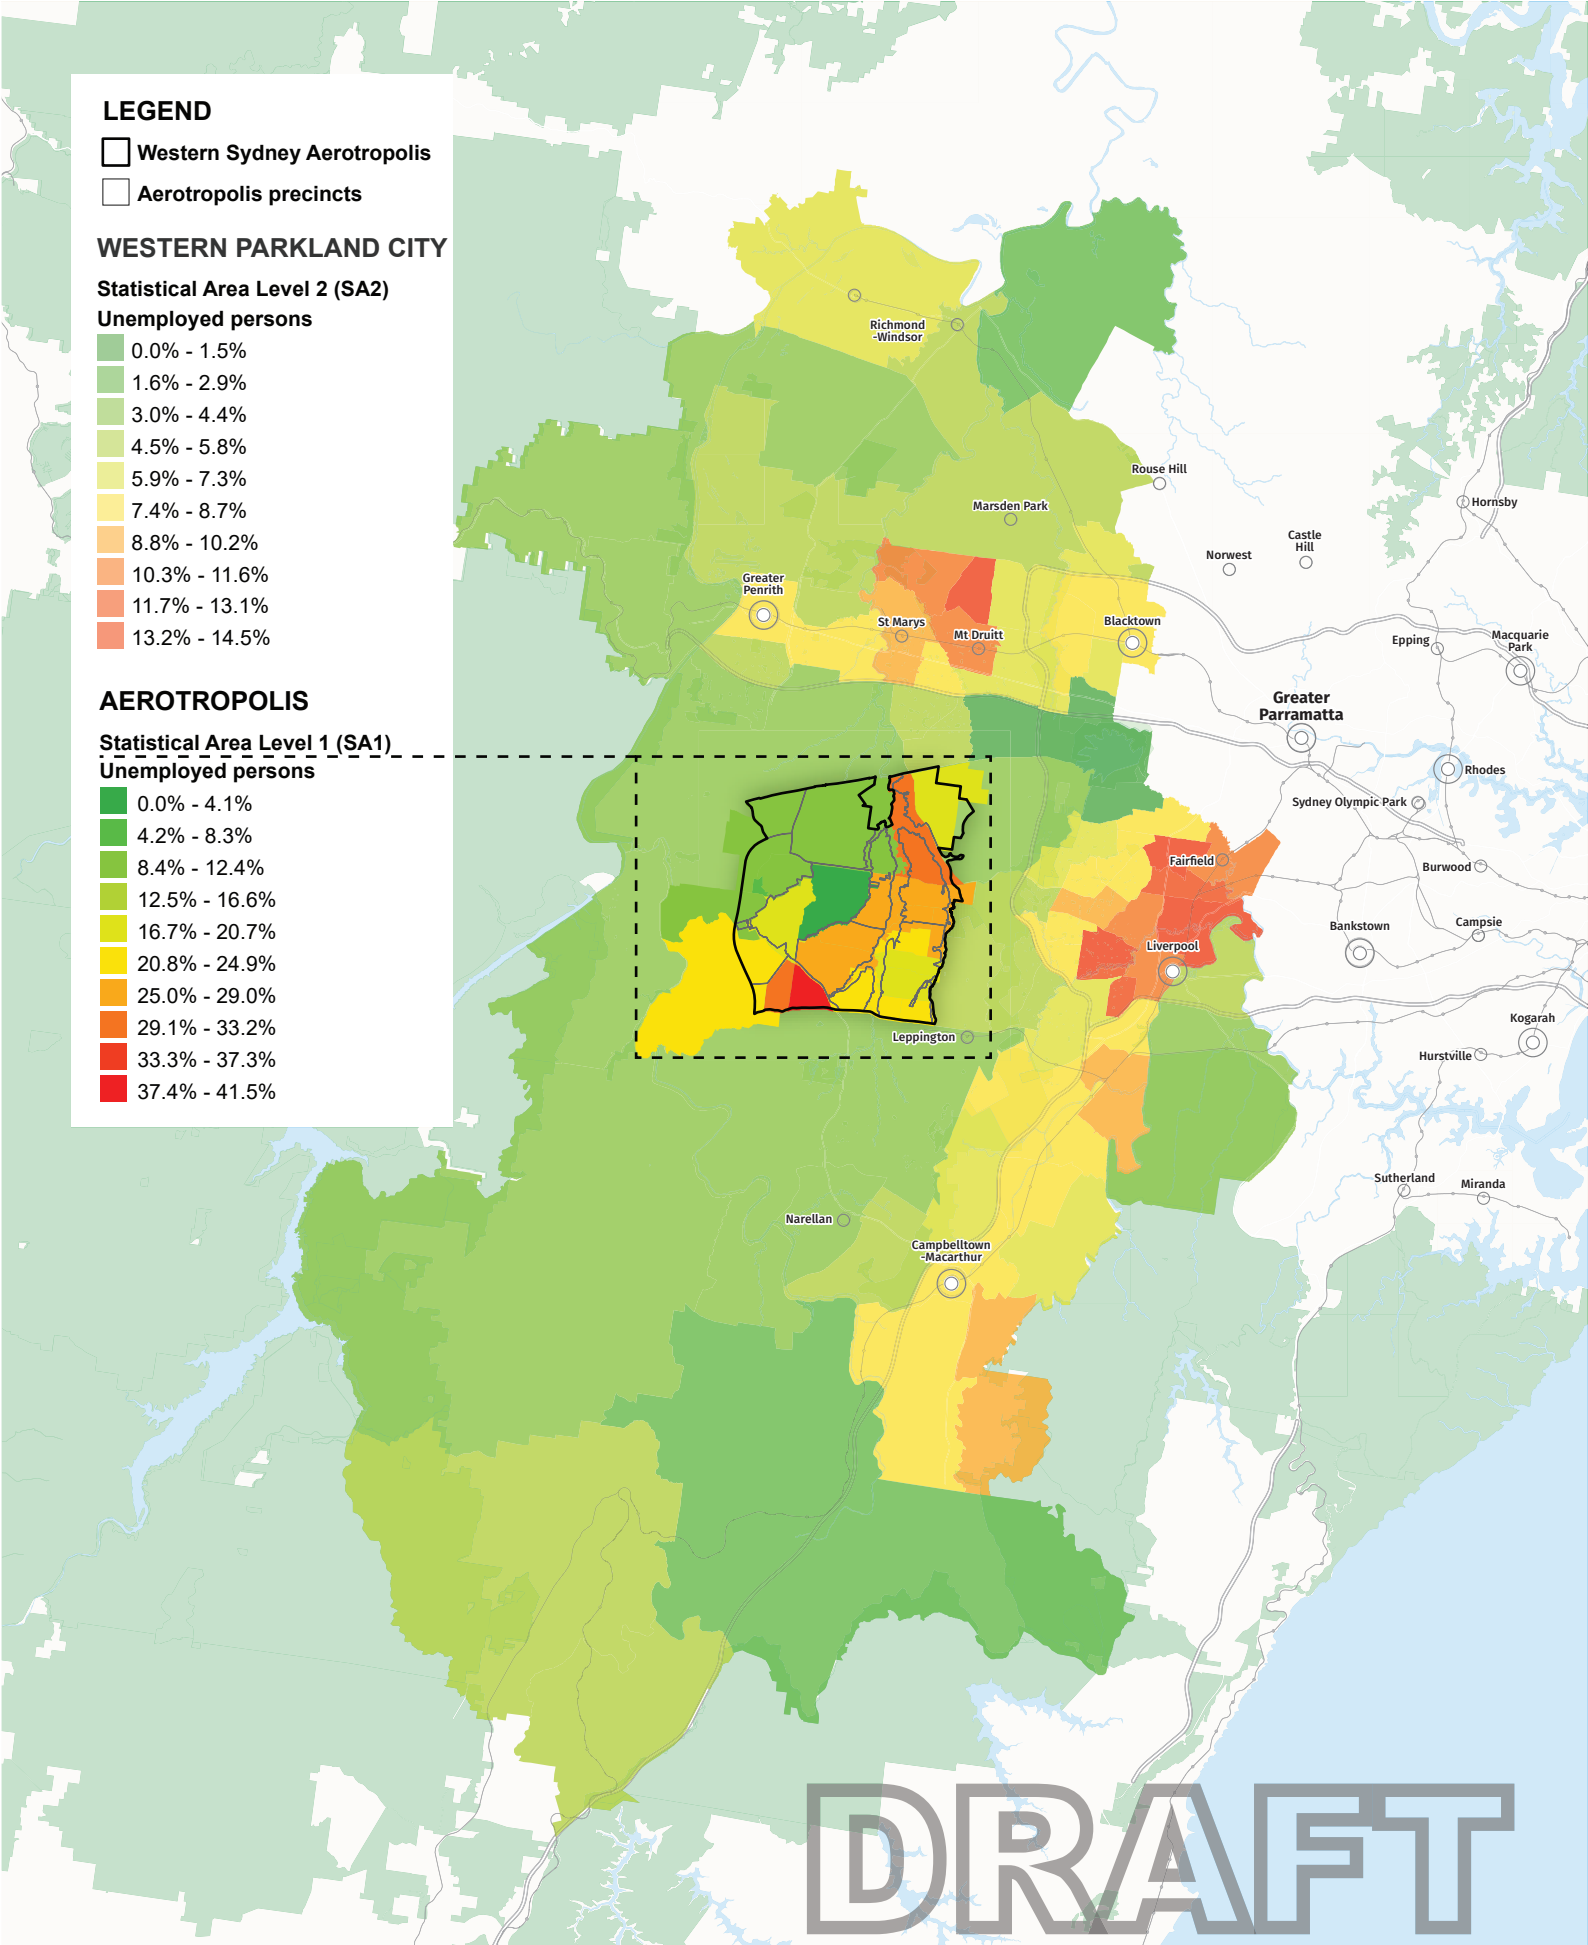 LEGEND
Western Sydney Aerotropolis
Aerotropolis precincts
WESTERN PARKLAND CITY
Statistical Area Level 2 (SA2)
Unemployed persons
0.0% - 1.5%
1.6% - 2.9%
3.0% - 4.4%
4.5% - 5.8%
5.9% - 7.3%
7.4% - 8.7%
8.8% - 10.2%
10.3% - 11.6%
11.7% - 13.1%
13.2% - 14.5%
AEROTROPOLIS
Statistical Area Level 1 (SA1)
Unemployed persons
0.0% - 4.1%
4.2% - 8.3%
8.4% - 12.4%
12.5% - 16.6%
16.7% - 20.7%
20.8% - 24.9%
25.0% - 29.0%
29.1% - 33.2%
33.3% - 37.3%
37.4% - 41.5%
Richmond
-Windsor
Rouse Hill
Marsden Park
Hornsby
Castle
Hill
Norwest
Greater
Penrith
St Marys
Mt Druitt
Blacktown
Epping
Macquarie
Park
Greater
Parramatta
Rhodes
Sydney Olympic Park
Fairfield
Burwood
Liverpool
Bankstown
Campsie
Leppington
Kogarah
Hurstville
Sutherland
Miranda
Narellan
Campbelltown
-Macarthur
DRAFT